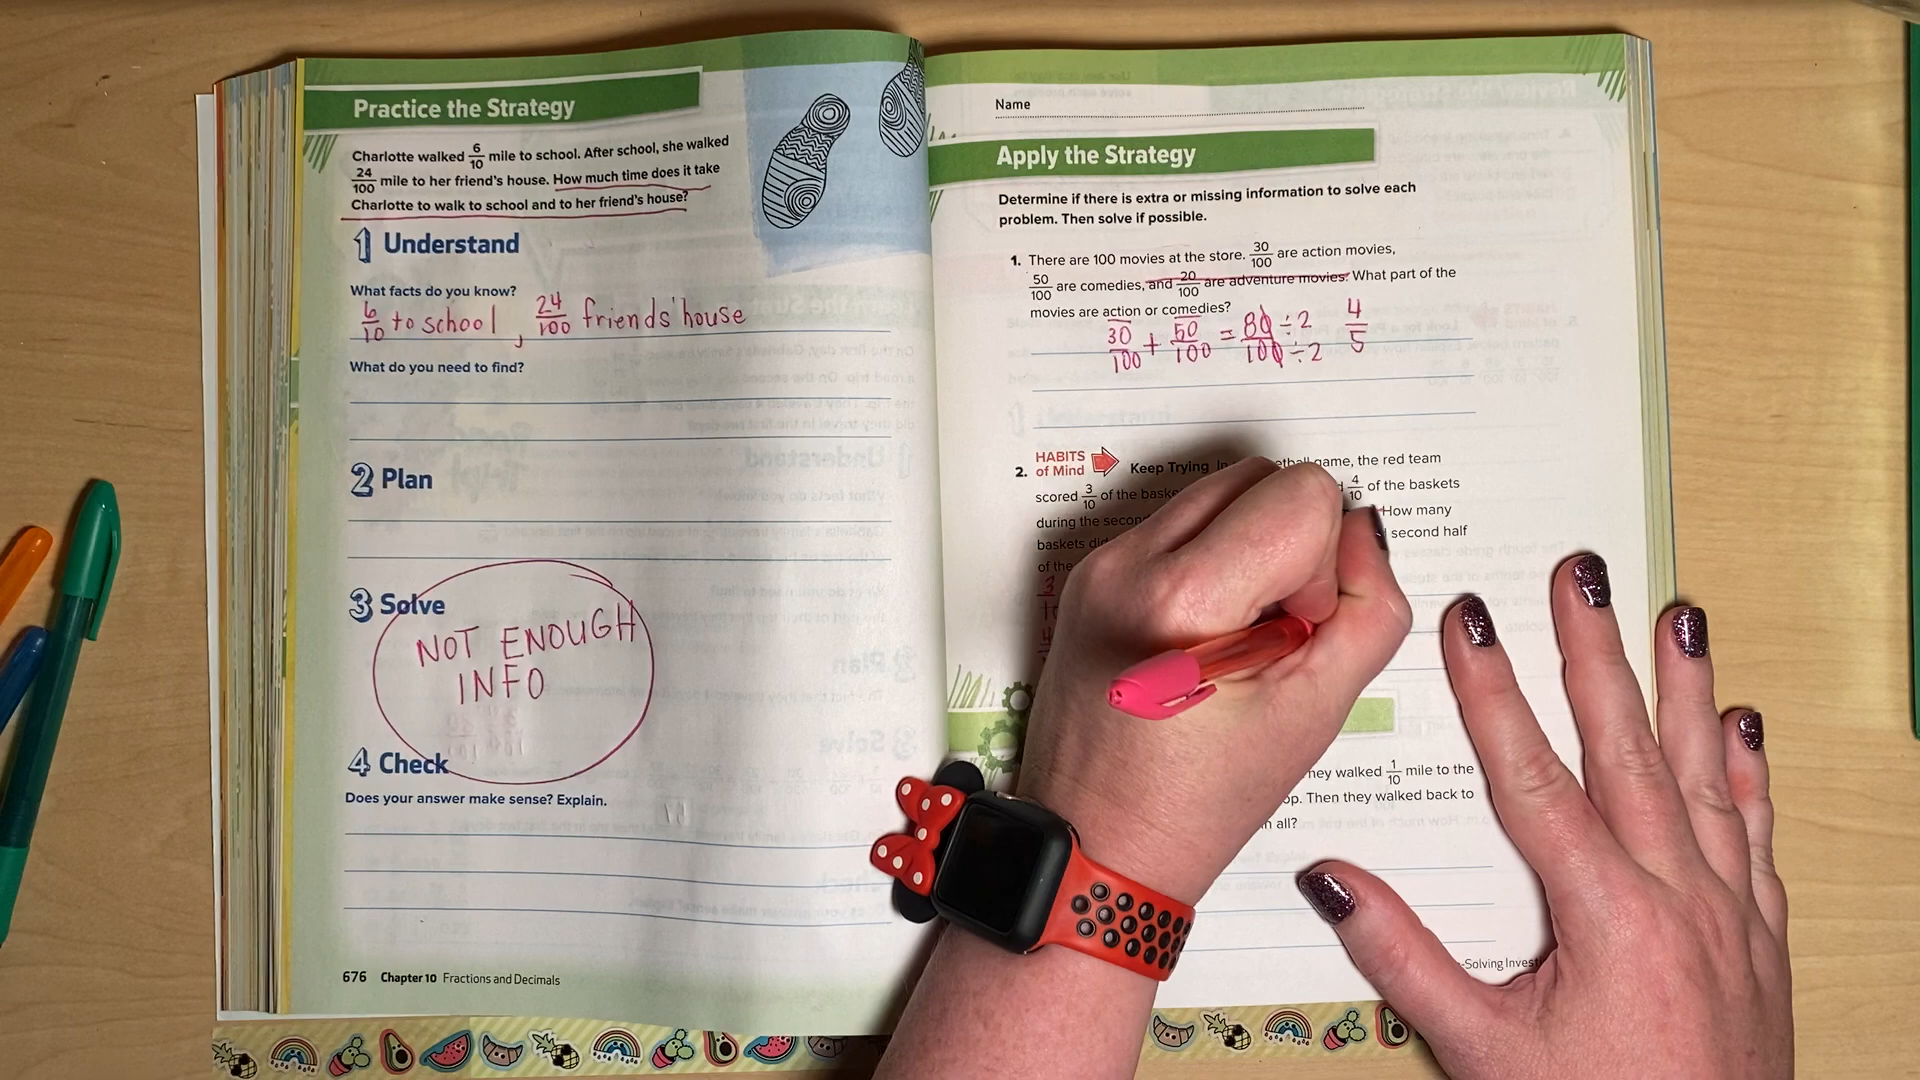 Practice the Strategy
Charlotte walked 6/10 mile to school. After school, she walked
24/100 mile to her friend's house. How much time does it take
Charlotte to walk to school and to her friend's house?
1 Understand
What facts do you know?
6/10 to school, 24/100 friends' house
What do you need to find?
2 Plan
3 Solve
NOT ENOUGH
INFO
4 Check
Does your answer make sense? Explain.
676 Chapter 10 Fractions and Decimals
Name
Apply the Strategy
Determine if there is extra or missing information to solve each
problem. Then solve if possible.
1. There are 100 movies at the store. 30/100 are action movies,
50/100 are comedies, and 20/100 are adventure movies. What part of the
movies are action or comedies?
30/100 + 50/100 = 80/100 ÷2/÷2 4/5
HABITS
2. of Mind Keep Trying game, the red team
scored 3/10 of the 4/10 of the baskets
during the How many
baskets second half
of the
3
they walked 1/10 mile to the
Then they walked back to
all?